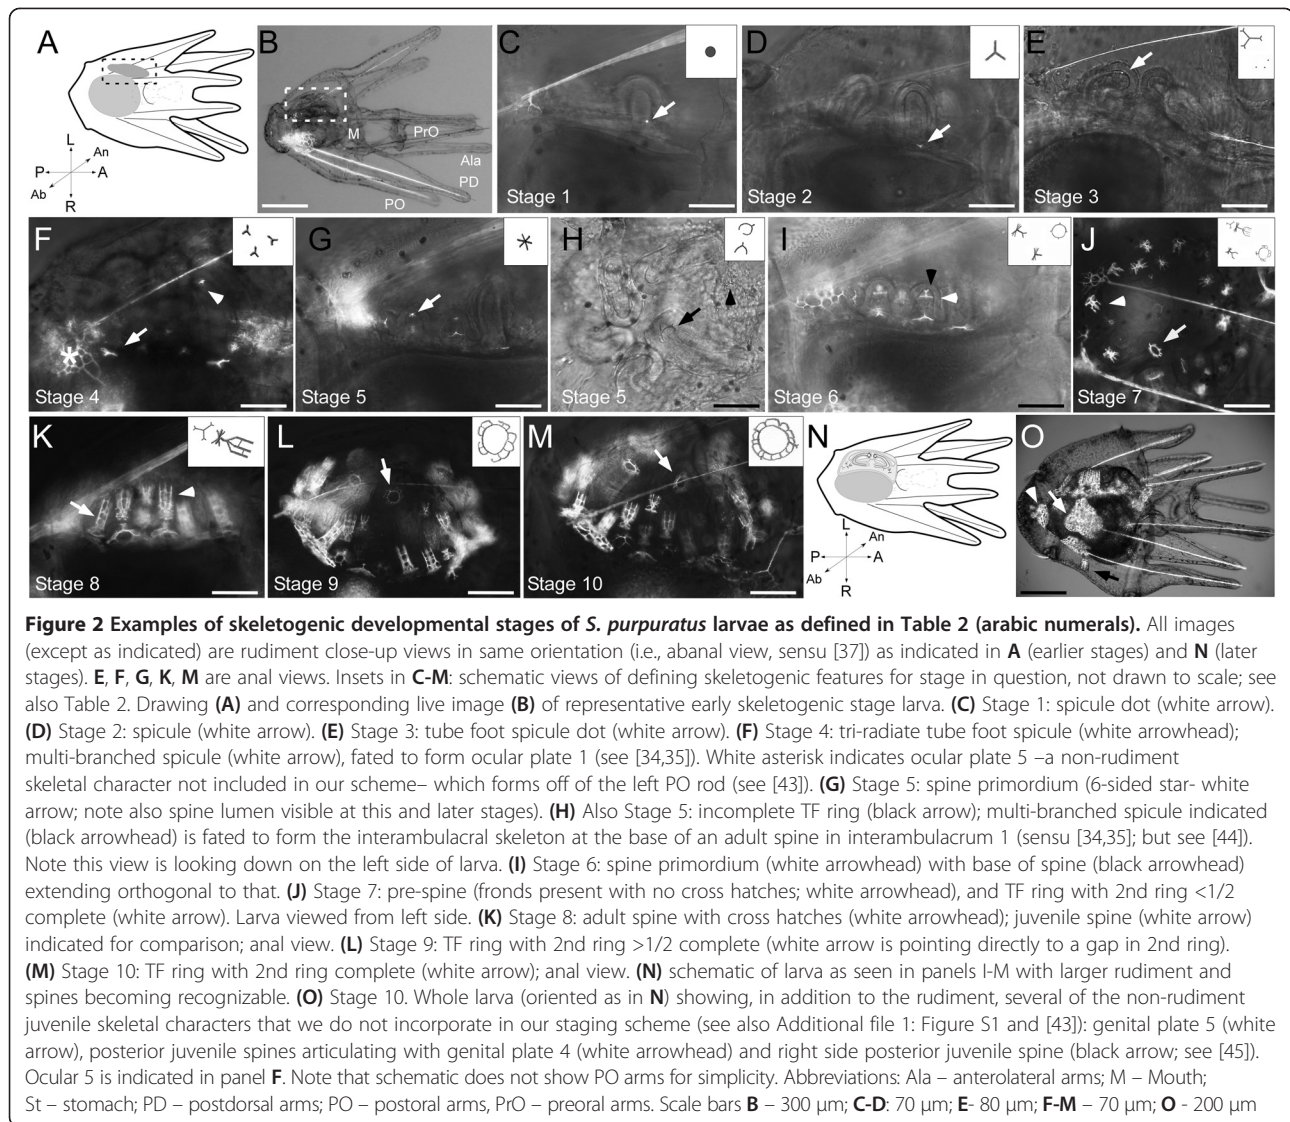 A
B
C
D
E
L
An
P
A
Ab
R
M
PrO
Ala
PD
PO
Stage 1
Stage 2
Stage 3
F
G
H
I
J
*
Stage 4
Stage 5
Stage 5
Stage 6
Stage 7
K
L
M
N
O
L
An
P
A
Ab
R
Stage 8
Stage 9
Stage 10
Figure 2 Examples of skeletogenic developmental stages of S. purpuratus larvae as defined in Table 2 (arabic numerals). All images
(except as indicated) are rudiment close-up views in same orientation (i.e., abanal view, sensu [37]) as indicated in A (earlier stages) and N (later
stages). E, F, G, K, M are anal views. Insets in C-M: schematic views of defining skeletogenic features for stage in question, not drawn to scale; see
also Table 2. Drawing (A) and corresponding live image (B) of representative early skeletogenic stage larva. (C) Stage 1: spicule dot (white arrow).
(D) Stage 2: spicule (white arrow). (E) Stage 3: tube foot spicule dot (white arrow). (F) Stage 4: tri-radiate tube foot spicule (white arrowhead);
multi-branched spicule (white arrow), fated to form ocular plate 1 (see [34,35]). White asterisk indicates ocular plate 5 –a non-rudiment
skeletal character not included in our scheme– which forms off of the left PO rod (see [43]). (G) Stage 5: spine primordium (6-sided star- white
arrow; note also spine lumen visible at this and later stages). (H) Also Stage 5: incomplete TF ring (black arrow); multi-branched spicule indicated
(black arrowhead) is fated to form the interambulacral skeleton at the base of an adult spine in interambulacrum 1 (sensu [34,35]; but see [44]).
Note this view is looking down on the left side of larva. (I) Stage 6: spine primordium (white arrowhead) with base of spine (black arrowhead)
extending orthogonal to that. (J) Stage 7: pre-spine (fronds present with no cross hatches; white arrowhead), and TF ring with 2nd ring <1/2
complete (white arrow). Larva viewed from left side. (K) Stage 8: adult spine with cross hatches (white arrowhead); juvenile spine (white arrow)
indicated for comparison; anal view. (L) Stage 9: TF ring with 2nd ring >1/2 complete (white arrow is pointing directly to a gap in 2nd ring).
(M) Stage 10: TF ring with 2nd ring complete (white arrow); anal view. (N) schematic of larva as seen in panels I-M with larger rudiment and
spines becoming recognizable. (O) Stage 10. Whole larva (oriented as in N) showing, in addition to the rudiment, several of the non-rudiment
juvenile skeletal characters that we do not incorporate in our staging scheme (see also Additional file 1: Figure S1 and [43]): genital plate 5 (white
arrow), posterior juvenile spines articulating with genital plate 4 (white arrowhead) and right side posterior juvenile spine (black arrow; see [45]).
Ocular 5 is indicated in panel F. Note that schematic does not show PO arms for simplicity. Abbreviations: Ala – anterolateral arms; M – Mouth;
St – stomach; PD – postdorsal arms; PO – postoral arms, PrO – preoral arms. Scale bars B – 300 μm; C-D: 70 μm; E- 80 μm; F-M – 70 μm; O - 200 μm